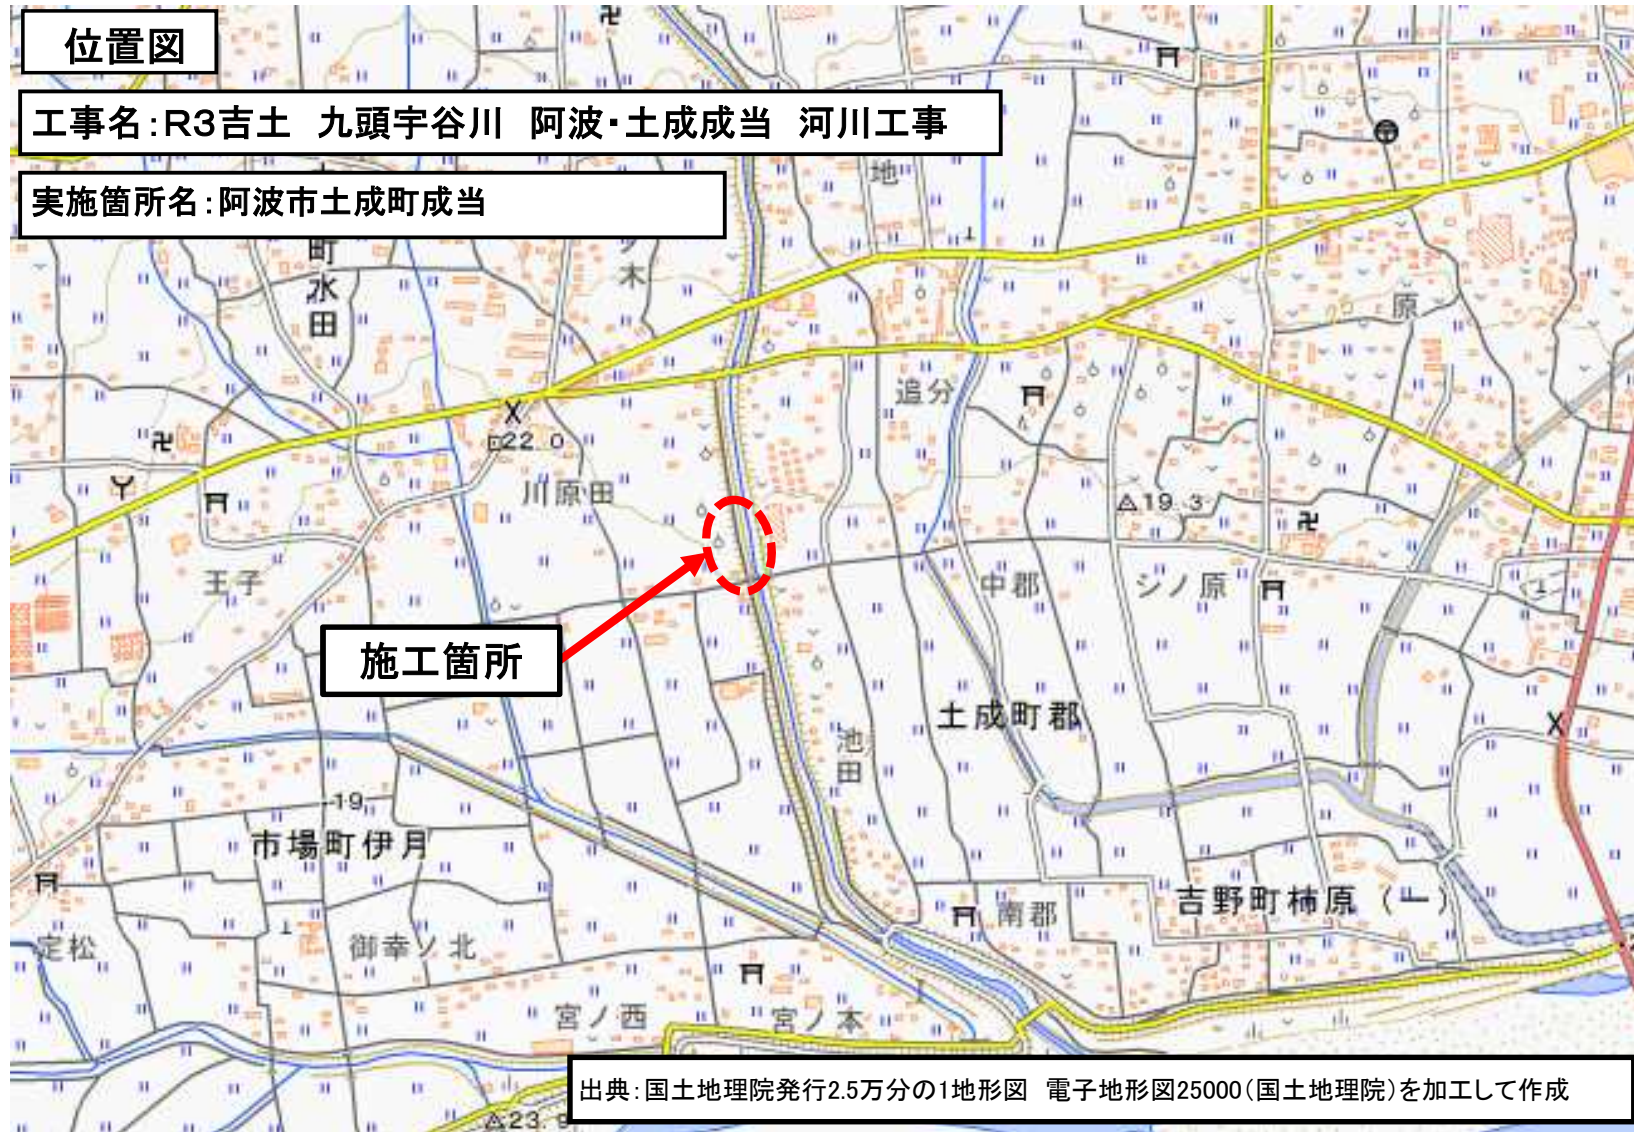 位置図
工事名:R3吉土 九頭宇谷川 阿波・土成成当 河川工事
実施箇所名:阿波市土成町成当
地
町水田
ノ木
原
追分
22.0
川原田
19.3
王子
中郡
シノ原
施工箇所
土成町郡
池田
19
市場町伊月
吉野町柿原(一)
南郡
定松
御幸ノ北
宮ノ西
宮ノ本
出典:国土地理院発行2.5万分の1地形図 電子地形図25000(国土地理院)を加工して作成
23.9